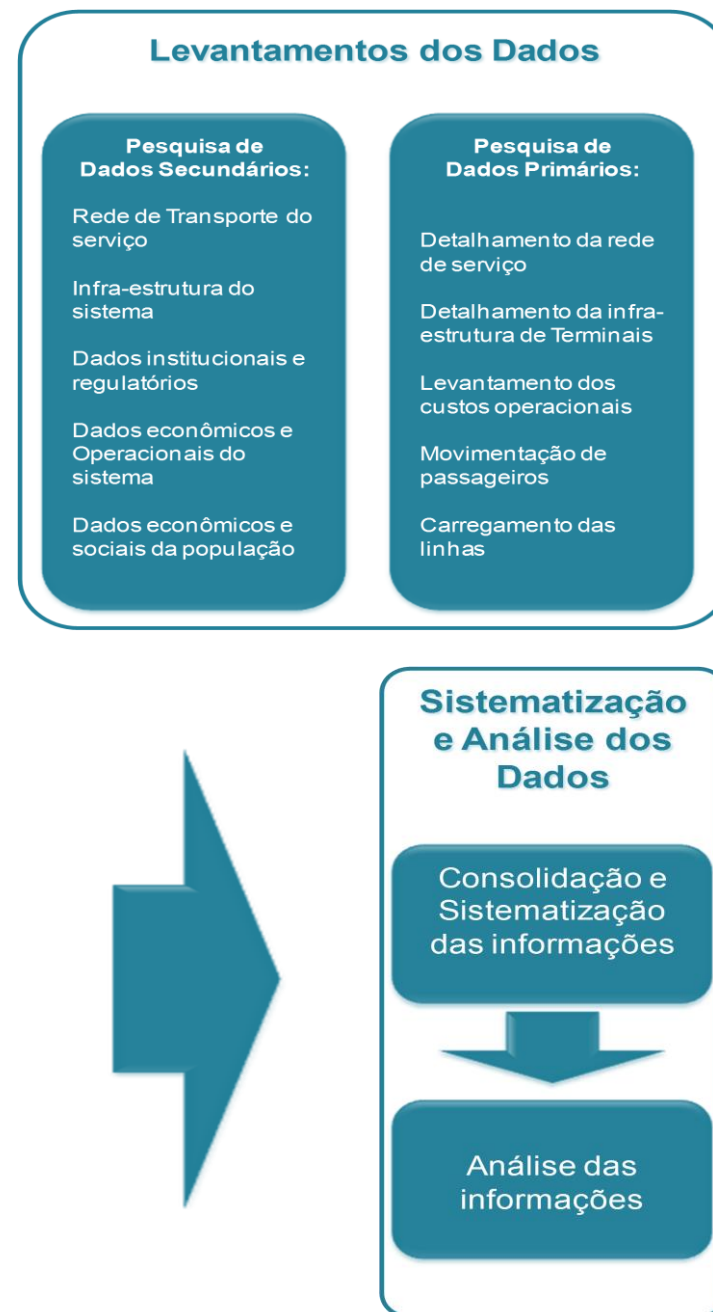 Levantamentos dos Dados
Pesquisa de
Dados Secundários:
Rede de Transporte do
serviço
Infra-estrutura do
sistema
Dados institucionais e
regulatórios
Dados econômicos e
Operacionais do
sistema
Dados econômicos e
sociais da população
Pesquisa de
Dados Primários:
Detalhamento da rede
de serviço
Detalhamento da infra-
estrutura de Terminais
Levantamento dos
custos operacionais
Movimentação de
passageiros
Carregamento das
linhas
Sistematização
e Análise dos
Dados
Consolidação e
Sistematização
das informações
Análise das
informações